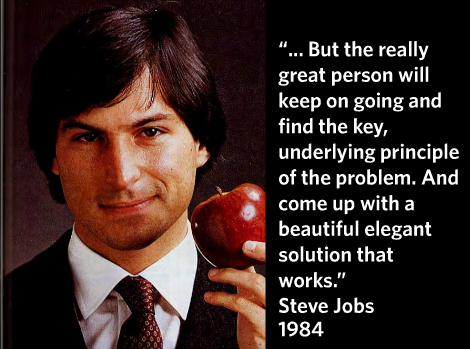 “... But the really
great person will
keep on going and
find the key,
underlying principle
of the problem. And
come up with a
beautiful elegant
solution that
works.”
Steve Jobs
1984